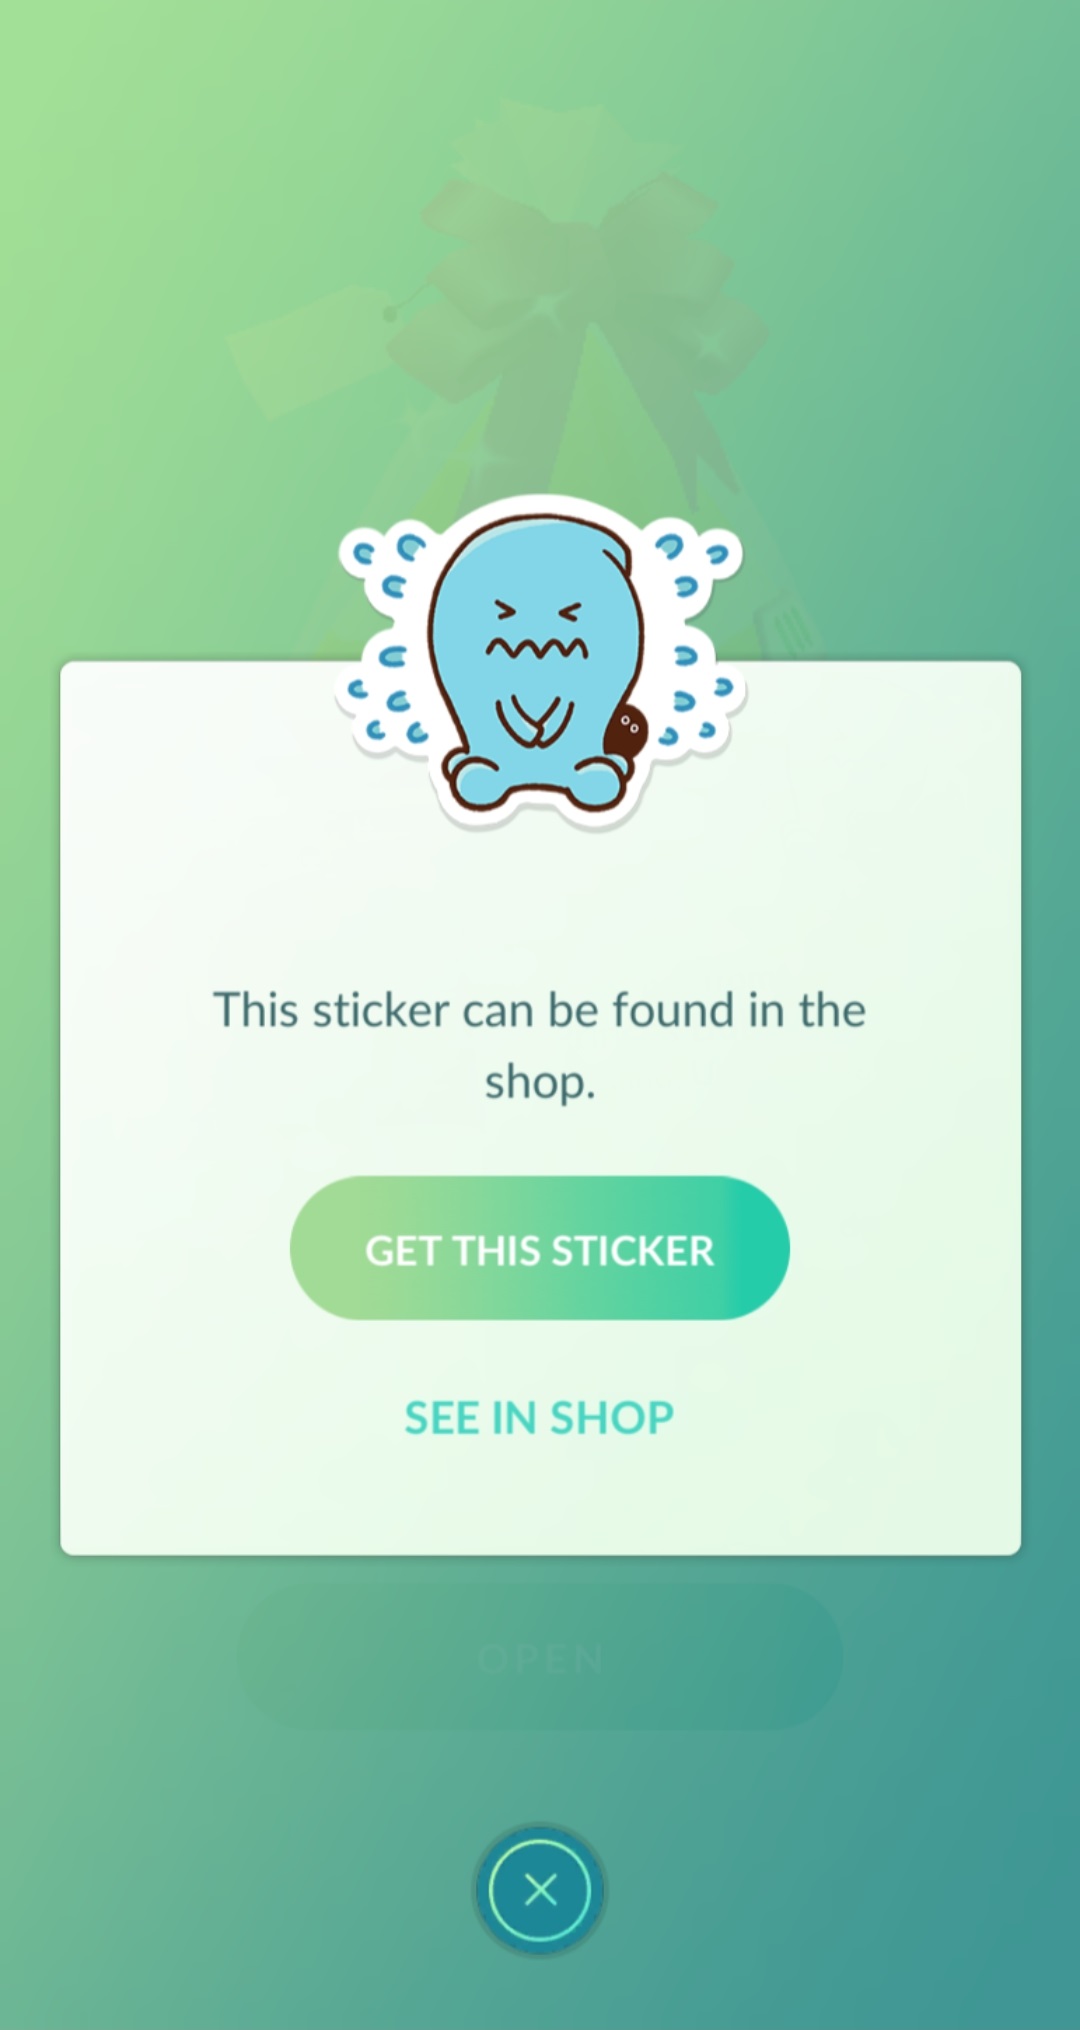 This sticker can be found in the
shop.
GET THIS STICKER
SEE IN SHOP
OPEN